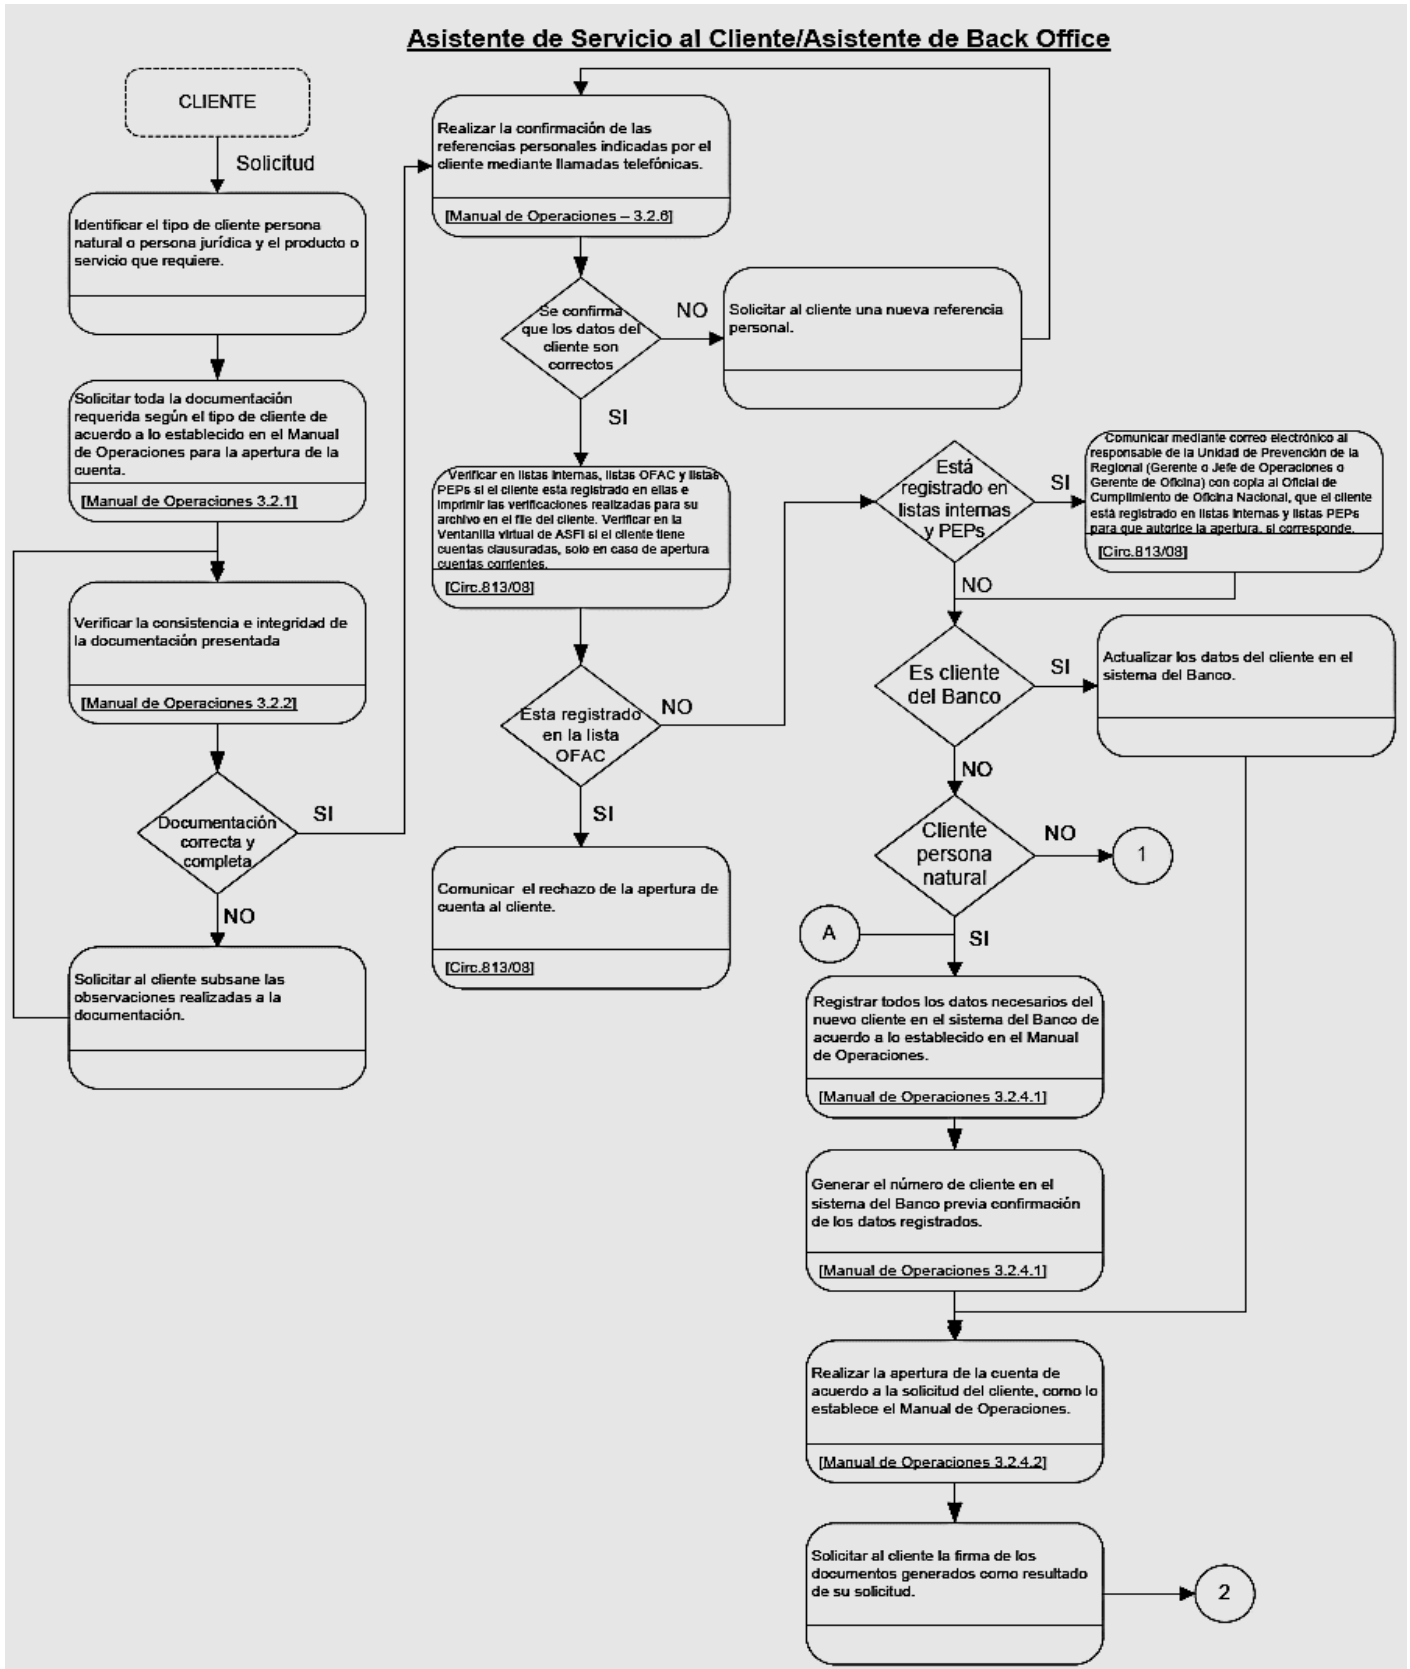 Asistente de Servicio al Cliente/Asistente de Back Office
CLIENTE
Solicitud
Identificar el tipo de cliente persona
natural o persona jurídica y el producto o
servicio que requiere.
Solicitar toda la documentación
requerida según el tipo de cliente de
acuerdo a lo establecido en el Manual
de Operaciones para la apertura de la
cuenta.
[Manual de Operaciones 3.2.1]
Verificar la consistencia e integridad de
la documentación presentada
[Manual de Operaciones 3.2.2]
Documentación
correcta y
completa
SI
NO
Solicitar al cliente subsane las
observaciones realizadas a la
documentación.
Realizar la confirmación de las
referencias personales indicadas por el
cliente mediante llamadas telefónicas.
[Manual de Operaciones – 3.2.6]
Se confirma
que los datos del
cliente son
correctos
NO
Solicitar al cliente una nueva referencia
personal.
SI
Verificar en listas internas, listas OFAC y listas
PEPs si el cliente esta registrado en ellas e
imprimir las verificaciones realizadas para su
archivo en el file del cliente. Verificar en la
Ventanilla virtual de ASFI si el cliente tiene
cuentas clausuradas, solo en caso de apertura
cuentas corrientes.
[Circ.813/08]
Esta registrado
en la lista
OFAC
NO
SI
Comunicar el rechazo de la apertura de
cuenta al cliente.
[Circ.813/08]
Está
registrado en
listas internas
y PEPs
SI
Comunicar mediante correo electrónico al
responsable de la Unidad de Prevención de la
Regional (Gerente o Jefe de Operaciones o
Gerente de Oficina) con copia al Oficial de
Cumplimiento de Oficina Nacional, que el cliente
está registrado en listas internas y listas PEPs
para que autorice la apertura, si corresponde.
[Circ.813/08]
NO
Es cliente
del Banco
SI
Actualizar los datos del cliente en el
sistema del Banco.
NO
Cliente
persona
natural
NO
1
A
SI
Registrar todos los datos necesarios del
nuevo cliente en el sistema del Banco de
acuerdo a lo establecido en el Manual
de Operaciones.
[Manual de Operaciones 3.2.4.1]
Generar el número de cliente en el
sistema del Banco previa confirmación
de los datos registrados.
[Manual de Operaciones 3.2.4.1]
Realizar la apertura de la cuenta de
acuerdo a la solicitud del cliente, como lo
establece el Manual de Operaciones.
[Manual de Operaciones 3.2.4.2]
Solicitar al cliente la firma de los
documentos generados como resultado
de su solicitud.
2